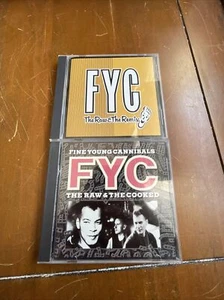 FYC
The Raw & The Remix
FINE YOUNG CANNIBALS
FYC
THE RAW & THE COOKED